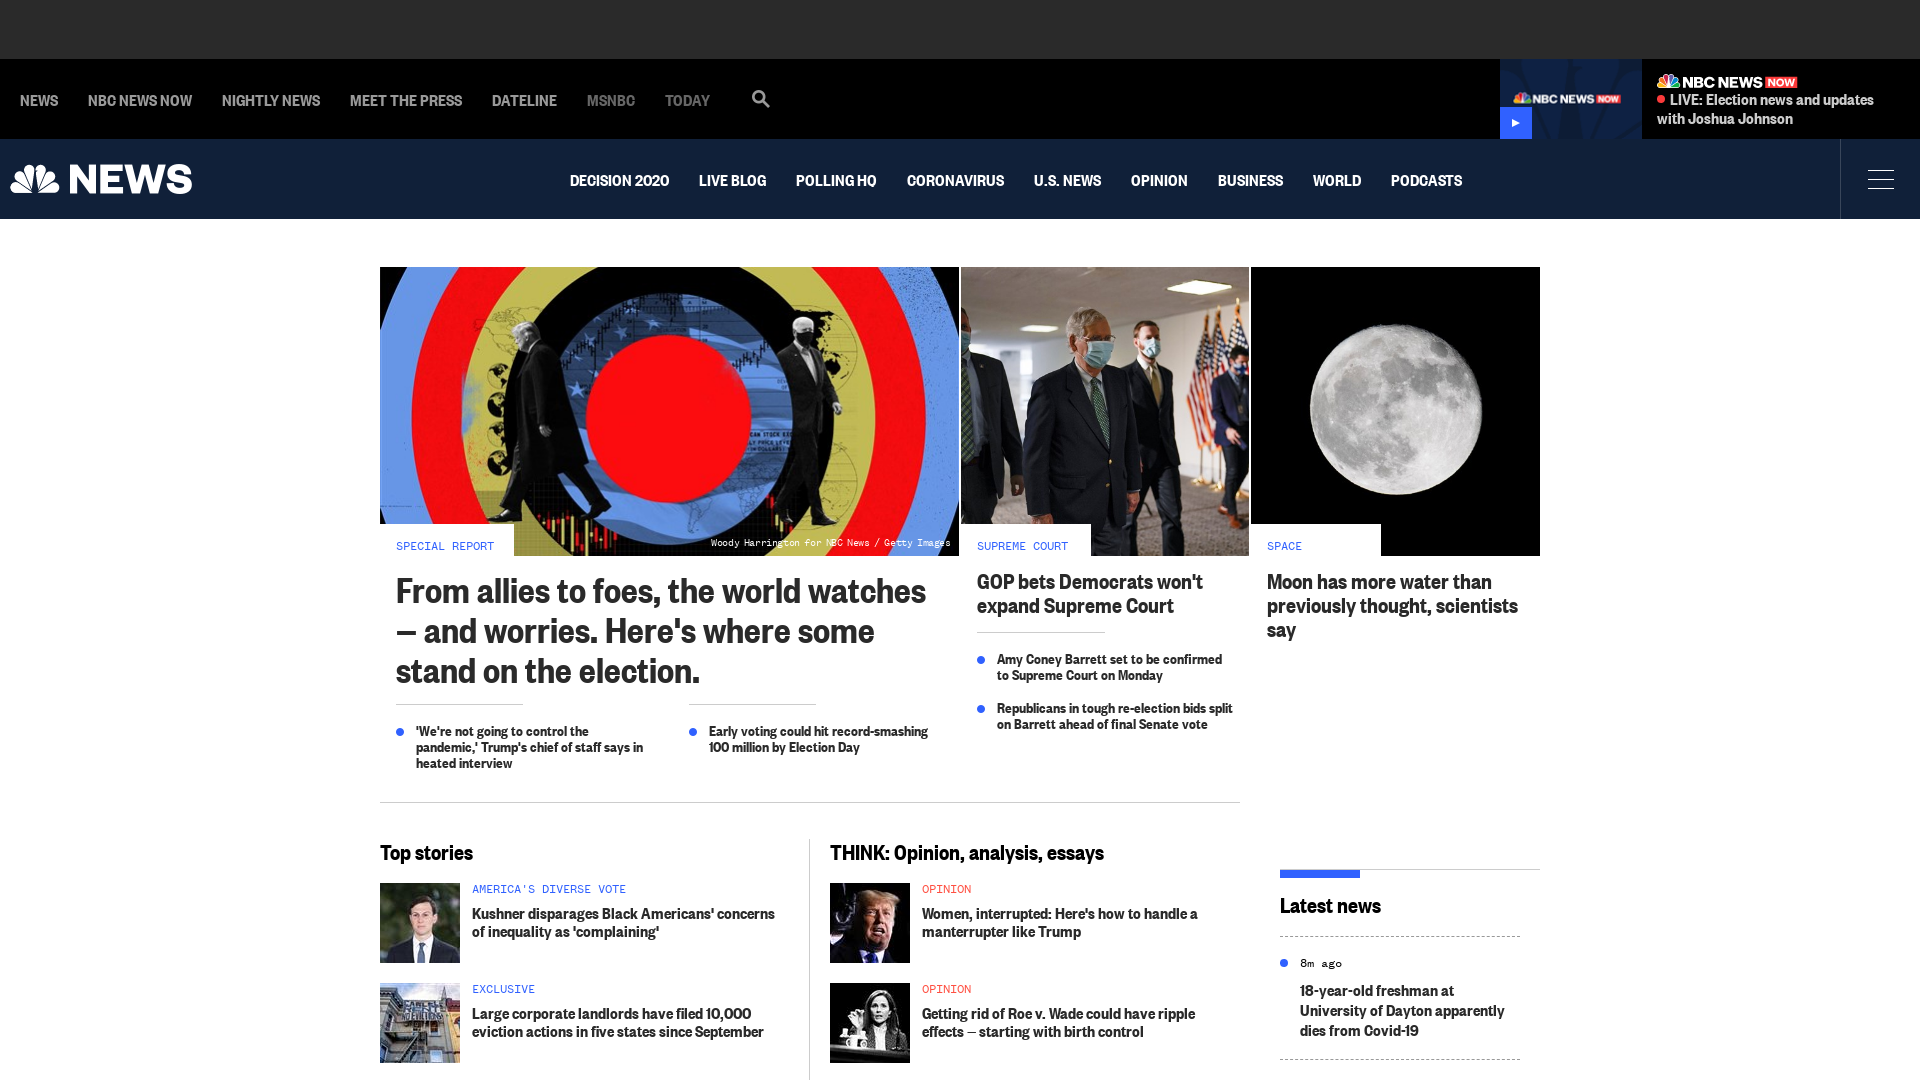 NEWS
NBC NEWS NOW
NIGHTLY NEWS
MEET THE PRESS
DATELINE
MSNBC
TODAY
NBC NEWS NOW
NBC NEWS NOW
LIVE: Election news and updates
with Joshua Johnson
NEWS
DECISION 2020
LIVE BLOG
POLLING HQ
CORONAVIRUS
U.S. NEWS
OPINION
BUSINESS
WORLD
PODCASTS
Woody Harrington for NBC News / Getty Images
SPECIAL REPORT
From allies to foes, the world watches
— and worries. Here's where some
stand on the election.
'We're not going to control the
pandemic,' Trump's chief of staff says in
heated interview
Early voting could hit record-smashing
100 million by Election Day
SUPREME COURT
GOP bets Democrats won't
expand Supreme Court
Amy Coney Barrett set to be confirmed
to Supreme Court on Monday
Republicans in tough re-election bids split
on Barrett ahead of final Senate vote
SPACE
Moon has more water than
previously thought, scientists
say
Top stories
AMERICA'S DIVERSE VOTE
Kushner disparages Black Americans' concerns
of inequality as 'complaining'
EXCLUSIVE
Large corporate landlords have filed 10,000
eviction actions in five states since September
THINK: Opinion, analysis, essays
OPINION
Women, interrupted: Here's how to handle a
manterrupter like Trump
OPINION
Getting rid of Roe v. Wade could have ripple
effects — starting with birth control
Latest news
8m ago
18-year-old freshman at
University of Dayton apparently
dies from Covid-19